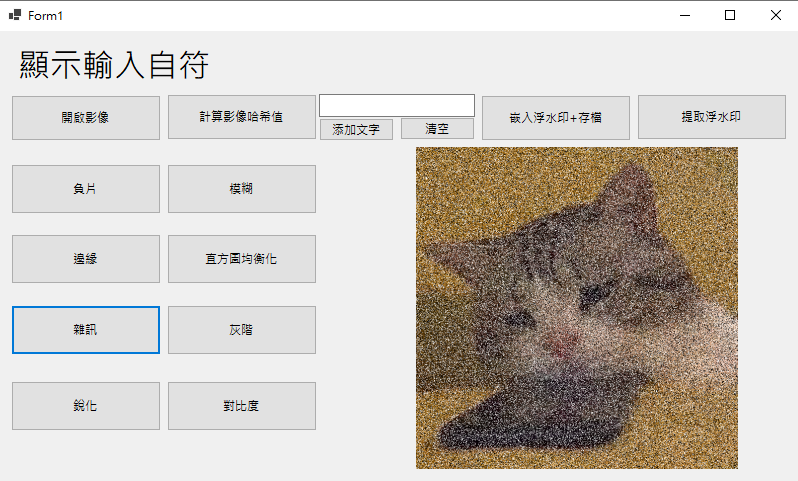 Form1
顯示輸入自符
開啟影像
計算影像哈希值
添加文字
清空
嵌入浮水印+存檔
提取浮水印
負片
模糊
邊緣
直方圖均衡化
雜訊
灰階
銳化
對比度